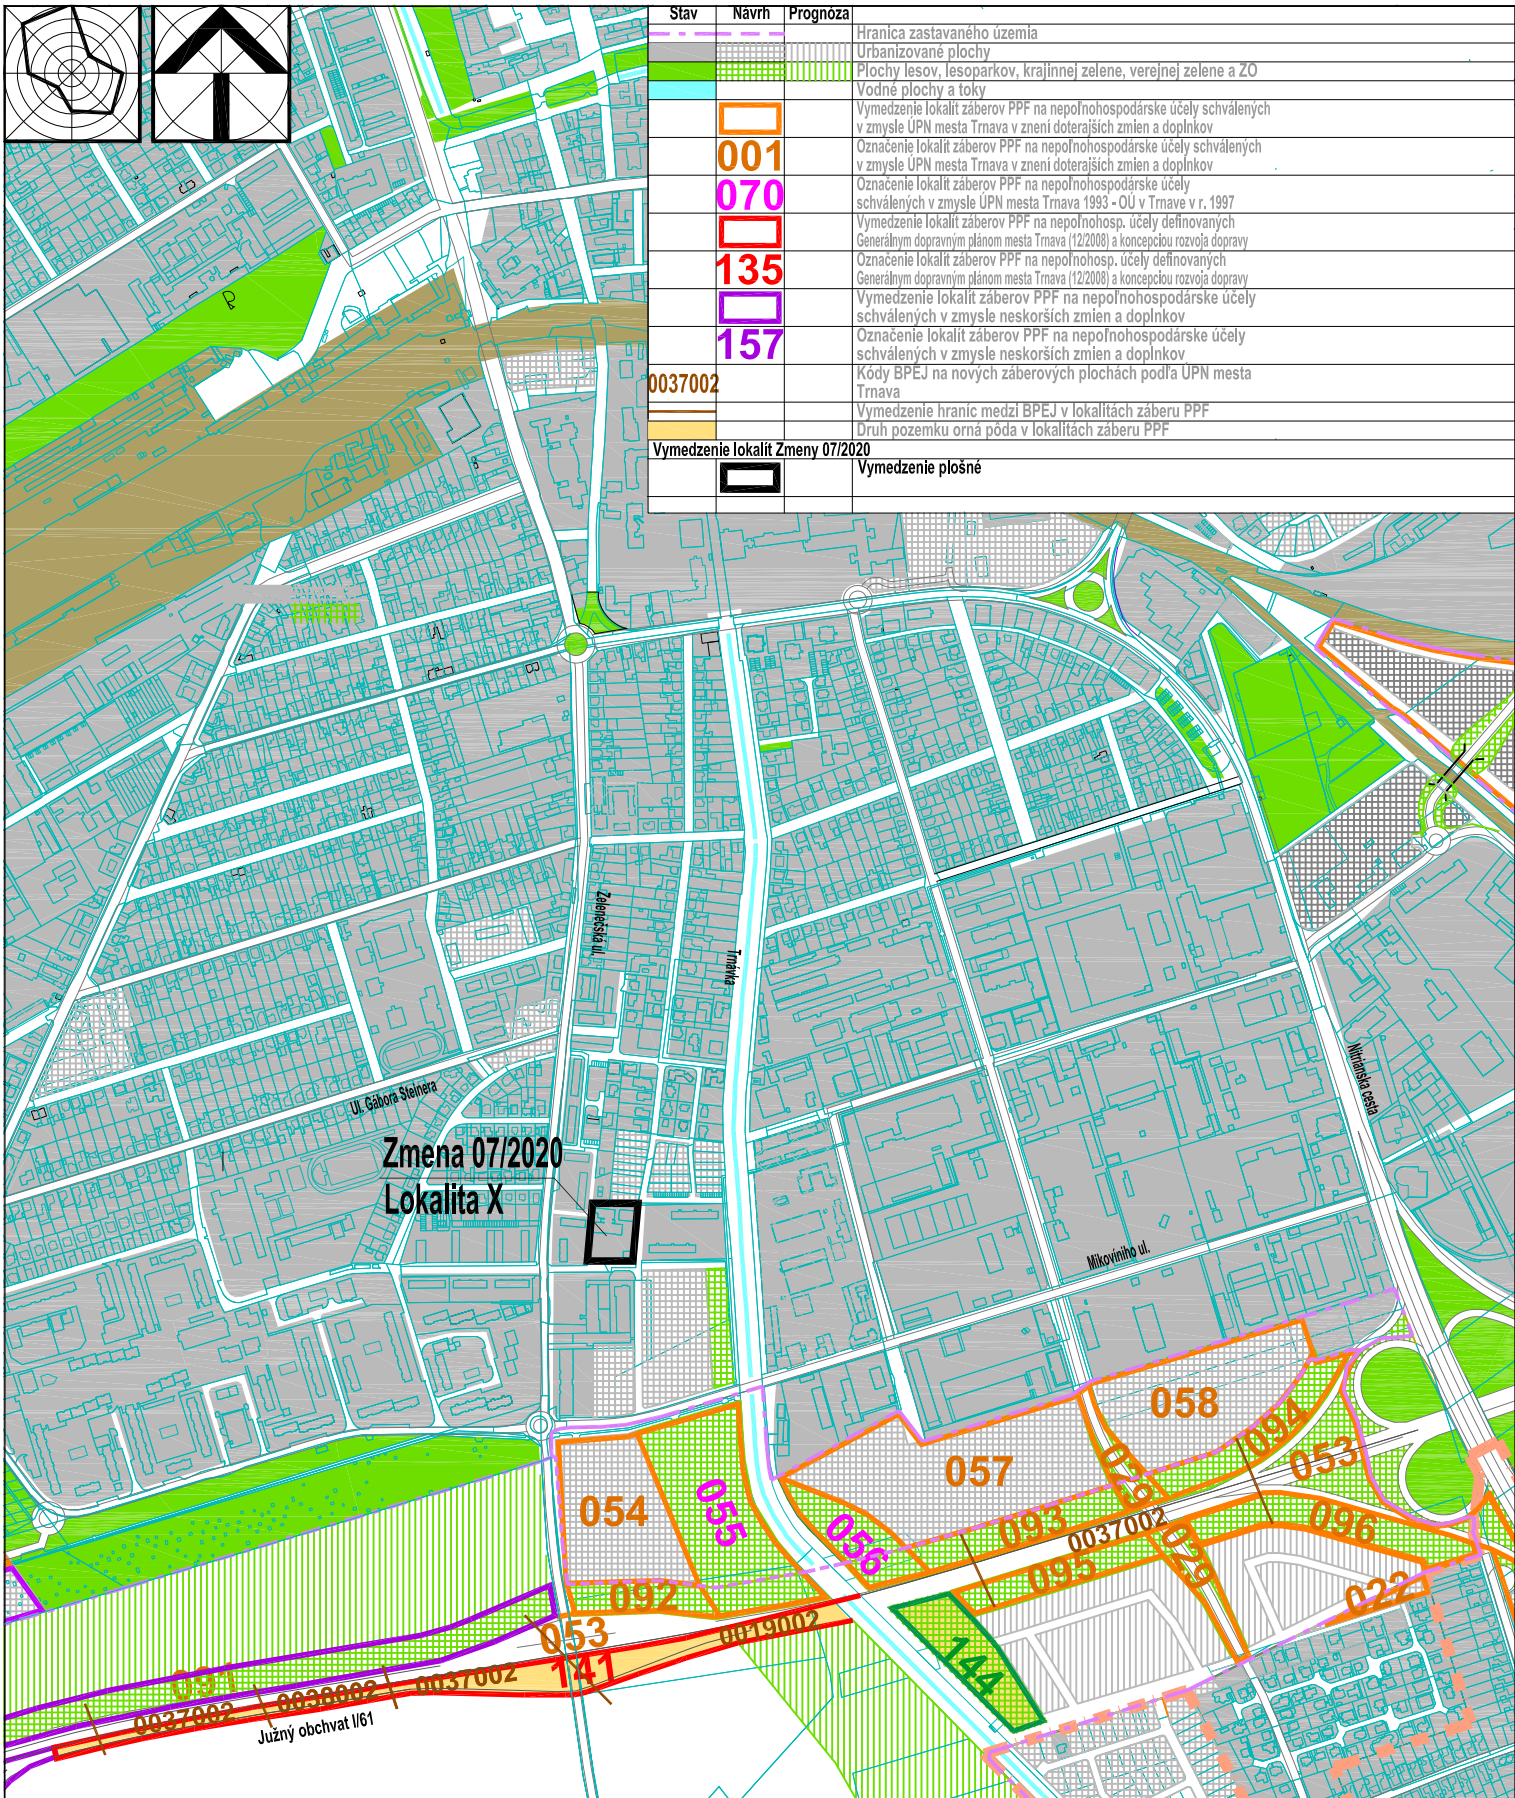 Stav Návrh Prognóza
Hranica zastavaného územia
Urbanizované plochy
Plochy lesov, lesoparkov, krajinnej zelene, verejnej zelene a ZO
Vodné plochy a toky
Vymedzenie lokalít záberov PPF na nepoľnohospodárske účely schválených
v zmysle ÚPN mesta Trnava v znení doterajších zmien a doplnkov
001 Označenie lokalít záberov PPF na nepoľnohospodárske účely schválených
v zmysle ÚPN mesta Trnava v znení doterajších zmien a doplnkov
070 Označenie lokalít záberov PPF na nepoľnohospodárske účely
schválených v zmysle ÚPN mesta Trnava 1993 - OÚ v Trnave v r. 1997
Vymedzenie lokalít záberov PPF na nepoľnohosp. účely definovaných
Generálnym dopravným plánom mesta Trnava (12/2008) a koncepciou rozvoja dopravy
135 Označenie lokalít záberov PPF na nepoľnohosp. účely definovaných
Generálnym dopravným plánom mesta Trnava (12/2008) a koncepciou rozvoja dopravy
Vymedzenie lokalít záberov PPF na nepoľnohospodárske účely
schválených v zmysle neskorších zmien a doplnkov
157 Označenie lokalít záberov PPF na nepoľnohospodárske účely
schválených v zmysle neskorších zmien a doplnkov
0037002 Kódy BPEJ na nových záberových plochách podľa ÚPN mesta
Trnava
Vymedzenie hraníc medzi BPEJ v lokalitách záberu PPF
Druh pozemku orná pôda v lokalitách záberu PPF
Vymedzenie lokalít Zmeny 07/2020
Vymedzenie plošné
Zelenečská ul.
Trnávka
Nitrianska cesta
Ul. Gábora Steinera
Zmena 07/2020
Lokalita X
Mikovíniho ul.
058
094
057
053
029
054
055
056
093
0037002
096
029
095
092
022
053
0019002
141
144
091
0037002
0038002
0037002
Južný obchvat I/61